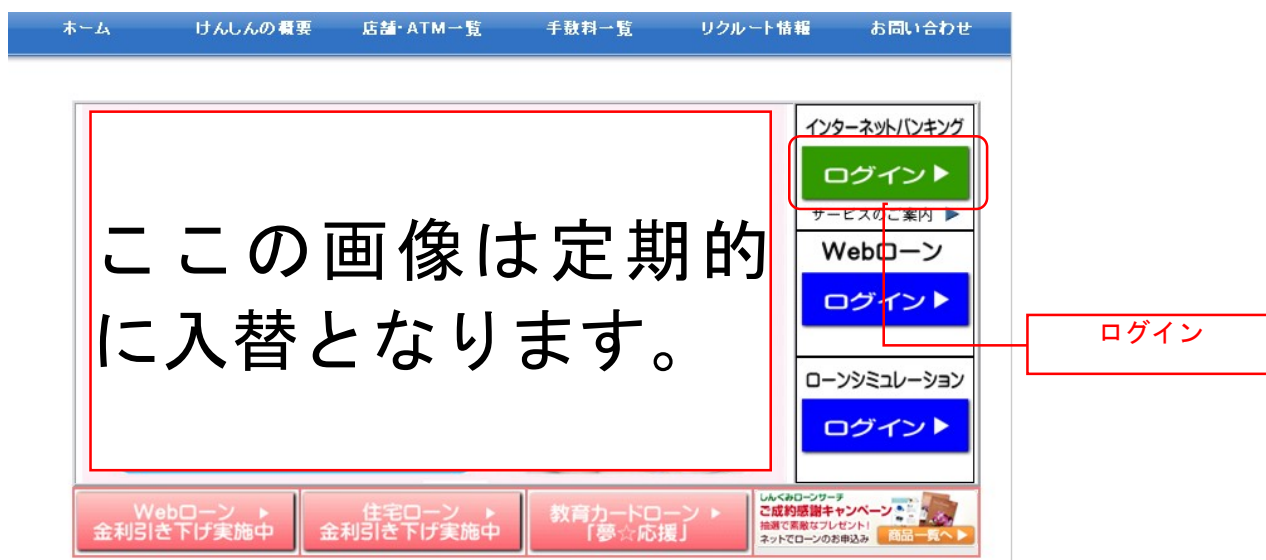 ホーム けんしんの概要 店舗・ATM一覧 手数料一覧 リクルート情報 お問い合わせ
ここの画像は定期的
に入替となります。
インターネットバンキング
ログイン▶
サービスのご案内 ▶
Webローン
ログイン▶
ローンシミュレーション
ログイン▶
ログイン
Webローン ▶
金利引き下げ実施中
住宅ローン ▶
金利引き下げ実施中
教育カードローン ▶
「夢☆応援」
しんくみローンサーチ
ご成約感謝キャンペーン
抽選で素敵なプレゼント!
ネットでローンのお申込み
商品一覧へ▶